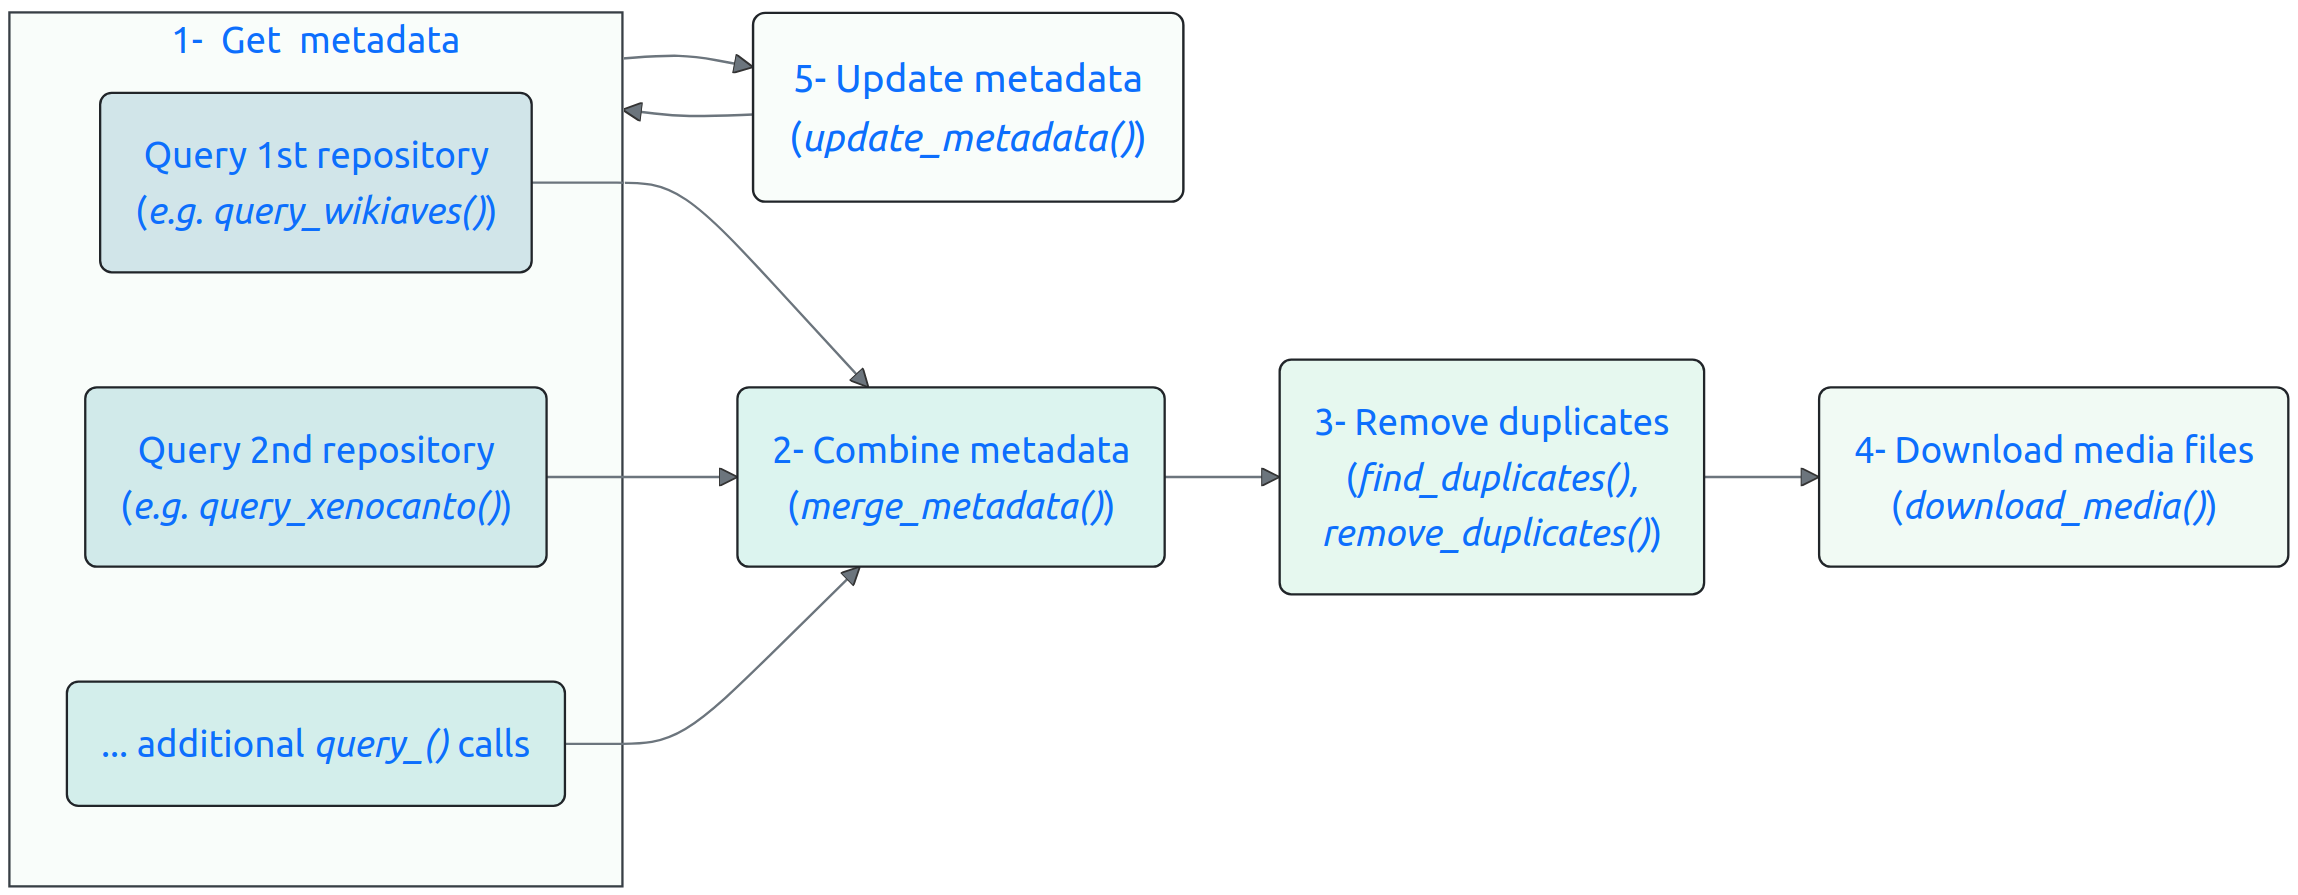 1- Get metadata
Query 1st repository
(e.g. query_wikiaves())
Query 2nd repository
(e.g. query_xenocanto())
... additional query_() calls
5- Update metadata
(update_metadata())
2- Combine metadata
(merge_metadata())
3- Remove duplicates
(find_duplicates(),
remove_duplicates())
4- Download media files
(download_media())